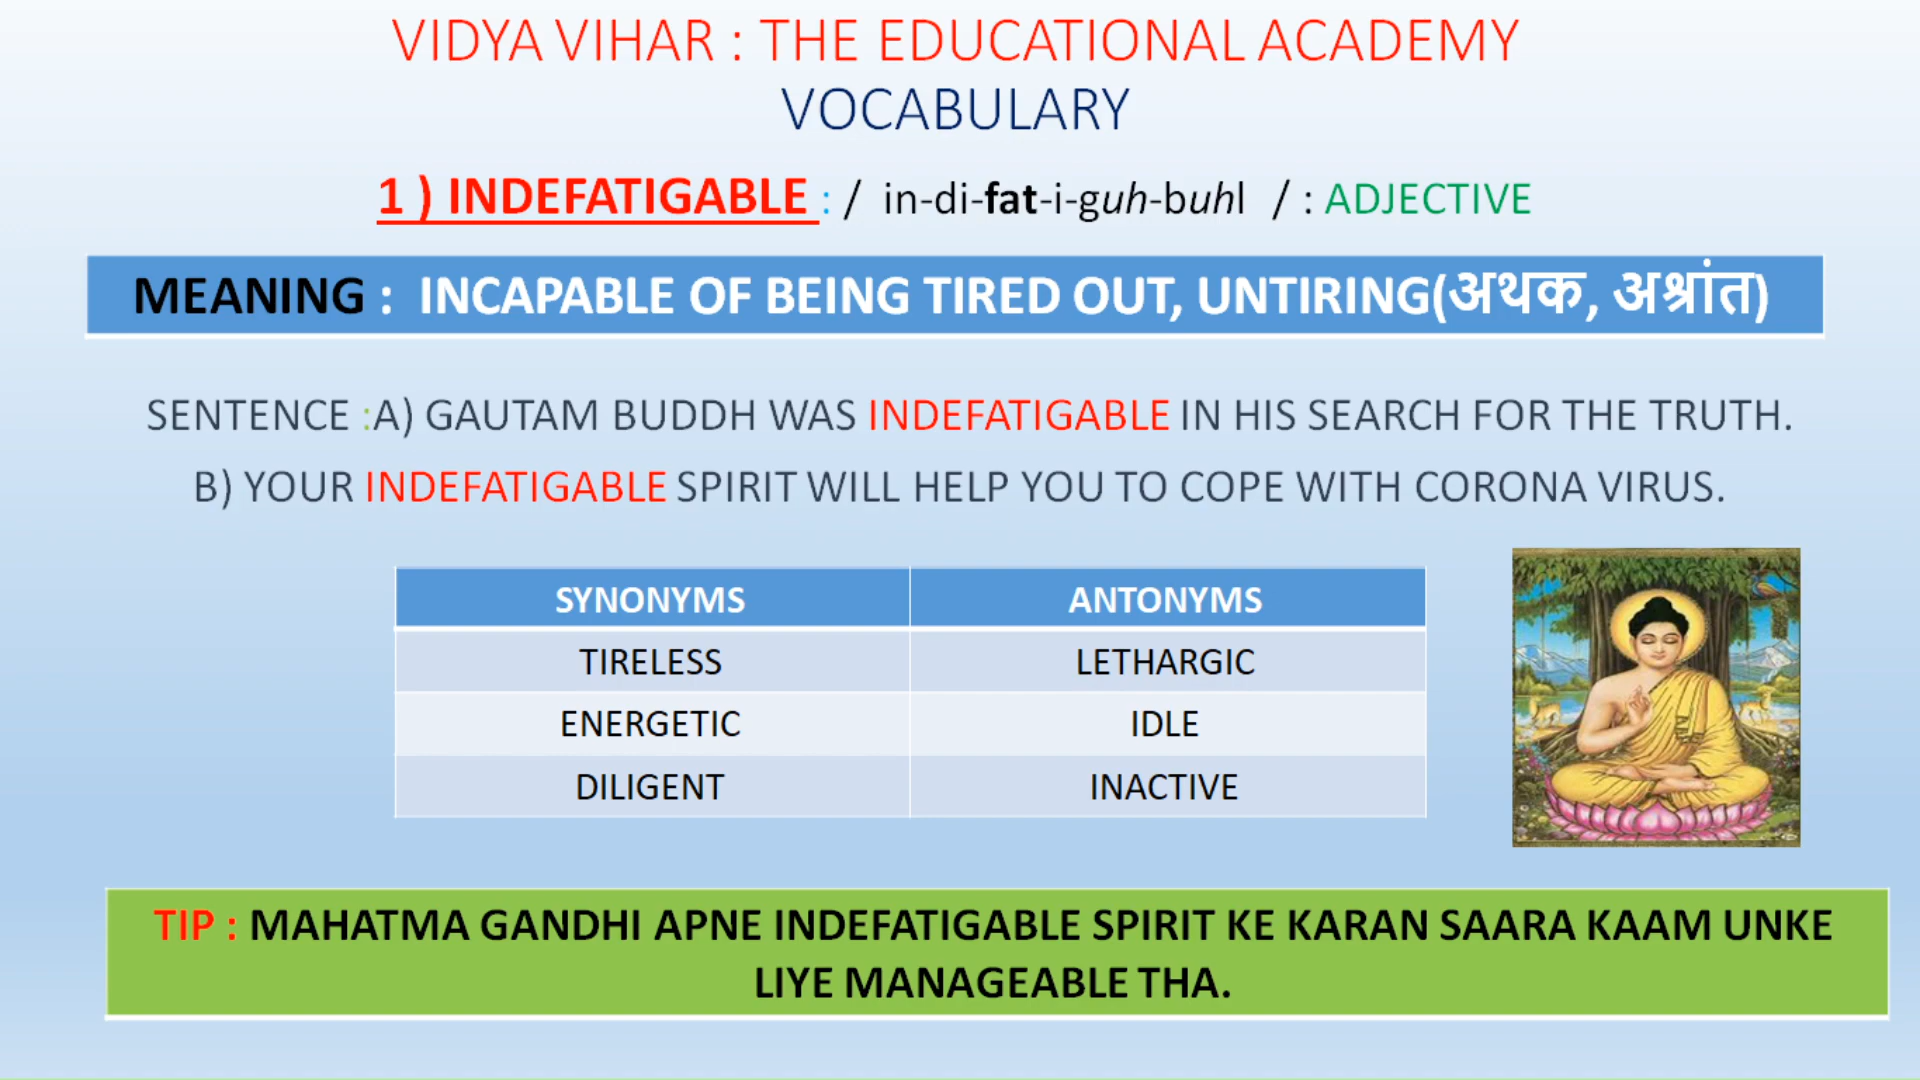 VIDYA VIHAR : THE EDUCATIONAL ACADEMY
VOCABULARY
1 ) INDEFATIGABLE : / in-di-fat-i-guh-buhl / : ADJECTIVE
MEANING : INCAPABLE OF BEING TIRED OUT, UNTIRING(अथक, अश्रांत)
SENTENCE :A) GAUTAM BUDDH WAS INDEFATIGABLE IN HIS SEARCH FOR THE TRUTH.
B) YOUR INDEFATIGABLE SPIRIT WILL HELP YOU TO COPE WITH CORONA VIRUS.
SYNONYMS ANTONYMS
TIRELESS LETHARGIC
ENERGETIC IDLE
DILIGENT INACTIVE
TIP : MAHATMA GANDHI APNE INDEFATIGABLE SPIRIT KE KARAN SAARA KAAM UNKE
LIYE MANAGEABLE THA.